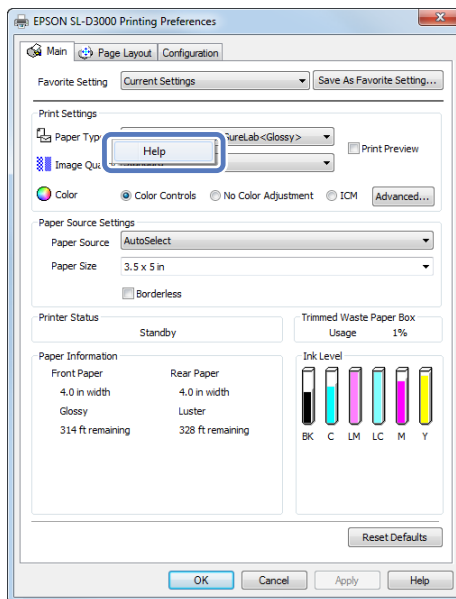 EPSON SL-D3000 Printing Preferences
Main Page Layout Configuration
Favorite Setting Current Settings Save As Favorite Setting...
Print Settings
Paper Typ SureLab<Glossy>
Help
Print Preview
Image Qua
Color Color Controls No Color Adjustment ICM Advanced...
Paper Source Settings
Paper Source AutoSelect
Paper Size 3.5 x 5 in
Borderless
Printer Status Trimmed Waste Paper Box
Standby Usage 1%
Paper Information Ink Level
Front Paper Rear Paper
4.0 in width 4.0 in width
Glossy Luster
314 ft remaining 328 ft remaining
BK C LM LC M Y
Reset Defaults
OK Cancel Apply Help